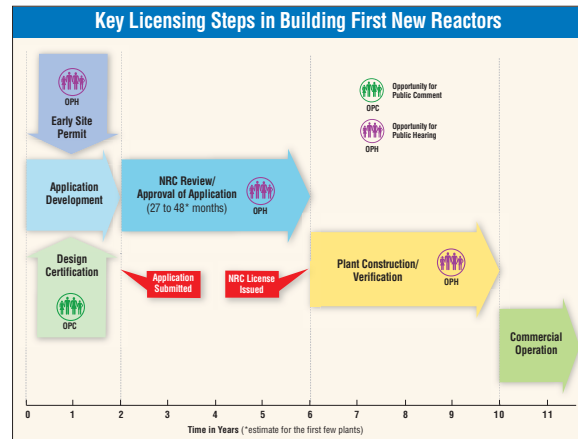 Key Licensing Steps in Building First New Reactors
OPH
Early Site
Permit
Opportunity for
Public Comment
OPC
Opportunity for
Public Hearing
OPH
Application
Development
NRC Review/
Approval of Application
(27 to 48* months)
OPH
Design
Certification
OPC
Application
Submitted
NRC License
Issued
Plant Construction/
Verification
OPH
Commercial
Operation
0 1 2 3 4 5 6 7 8 9 10 11
Time in Years (*estimate for the first few plants)